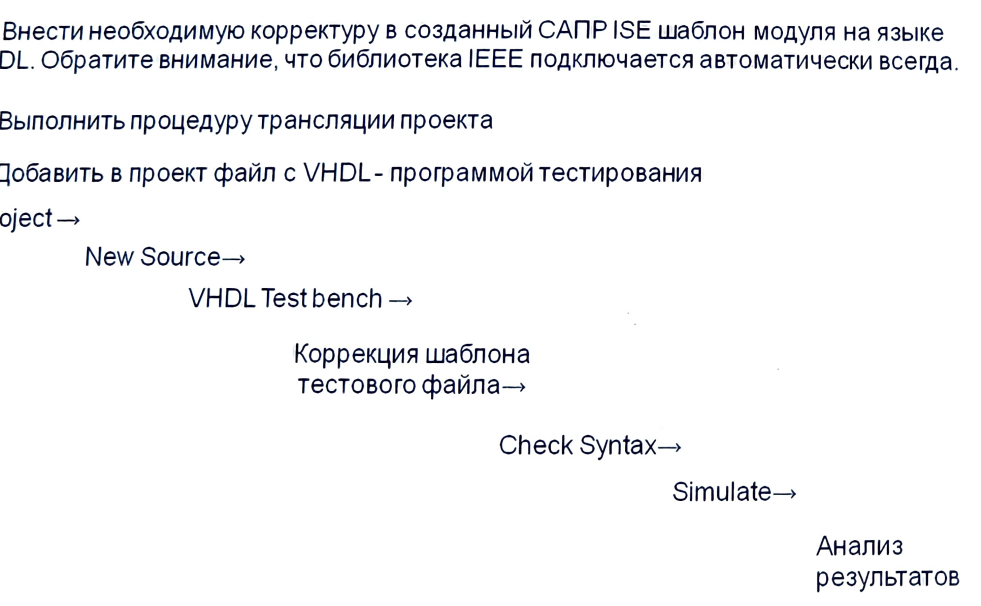 Внести необходимую корректуру в созданный САПР ISE шаблон модуля на языке
DL. Обратите внимание, что библиотека IEEE подключается автоматически всегда.
Выполнить процедуру трансляции проекта
Добавить в проект файл с VHDL- программой тестирования
oject→
New Source→
VHDL Test bench →
Коррекция шаблона
тестового файла→
Check Syntax→
Simulate→
Анализ
результатов